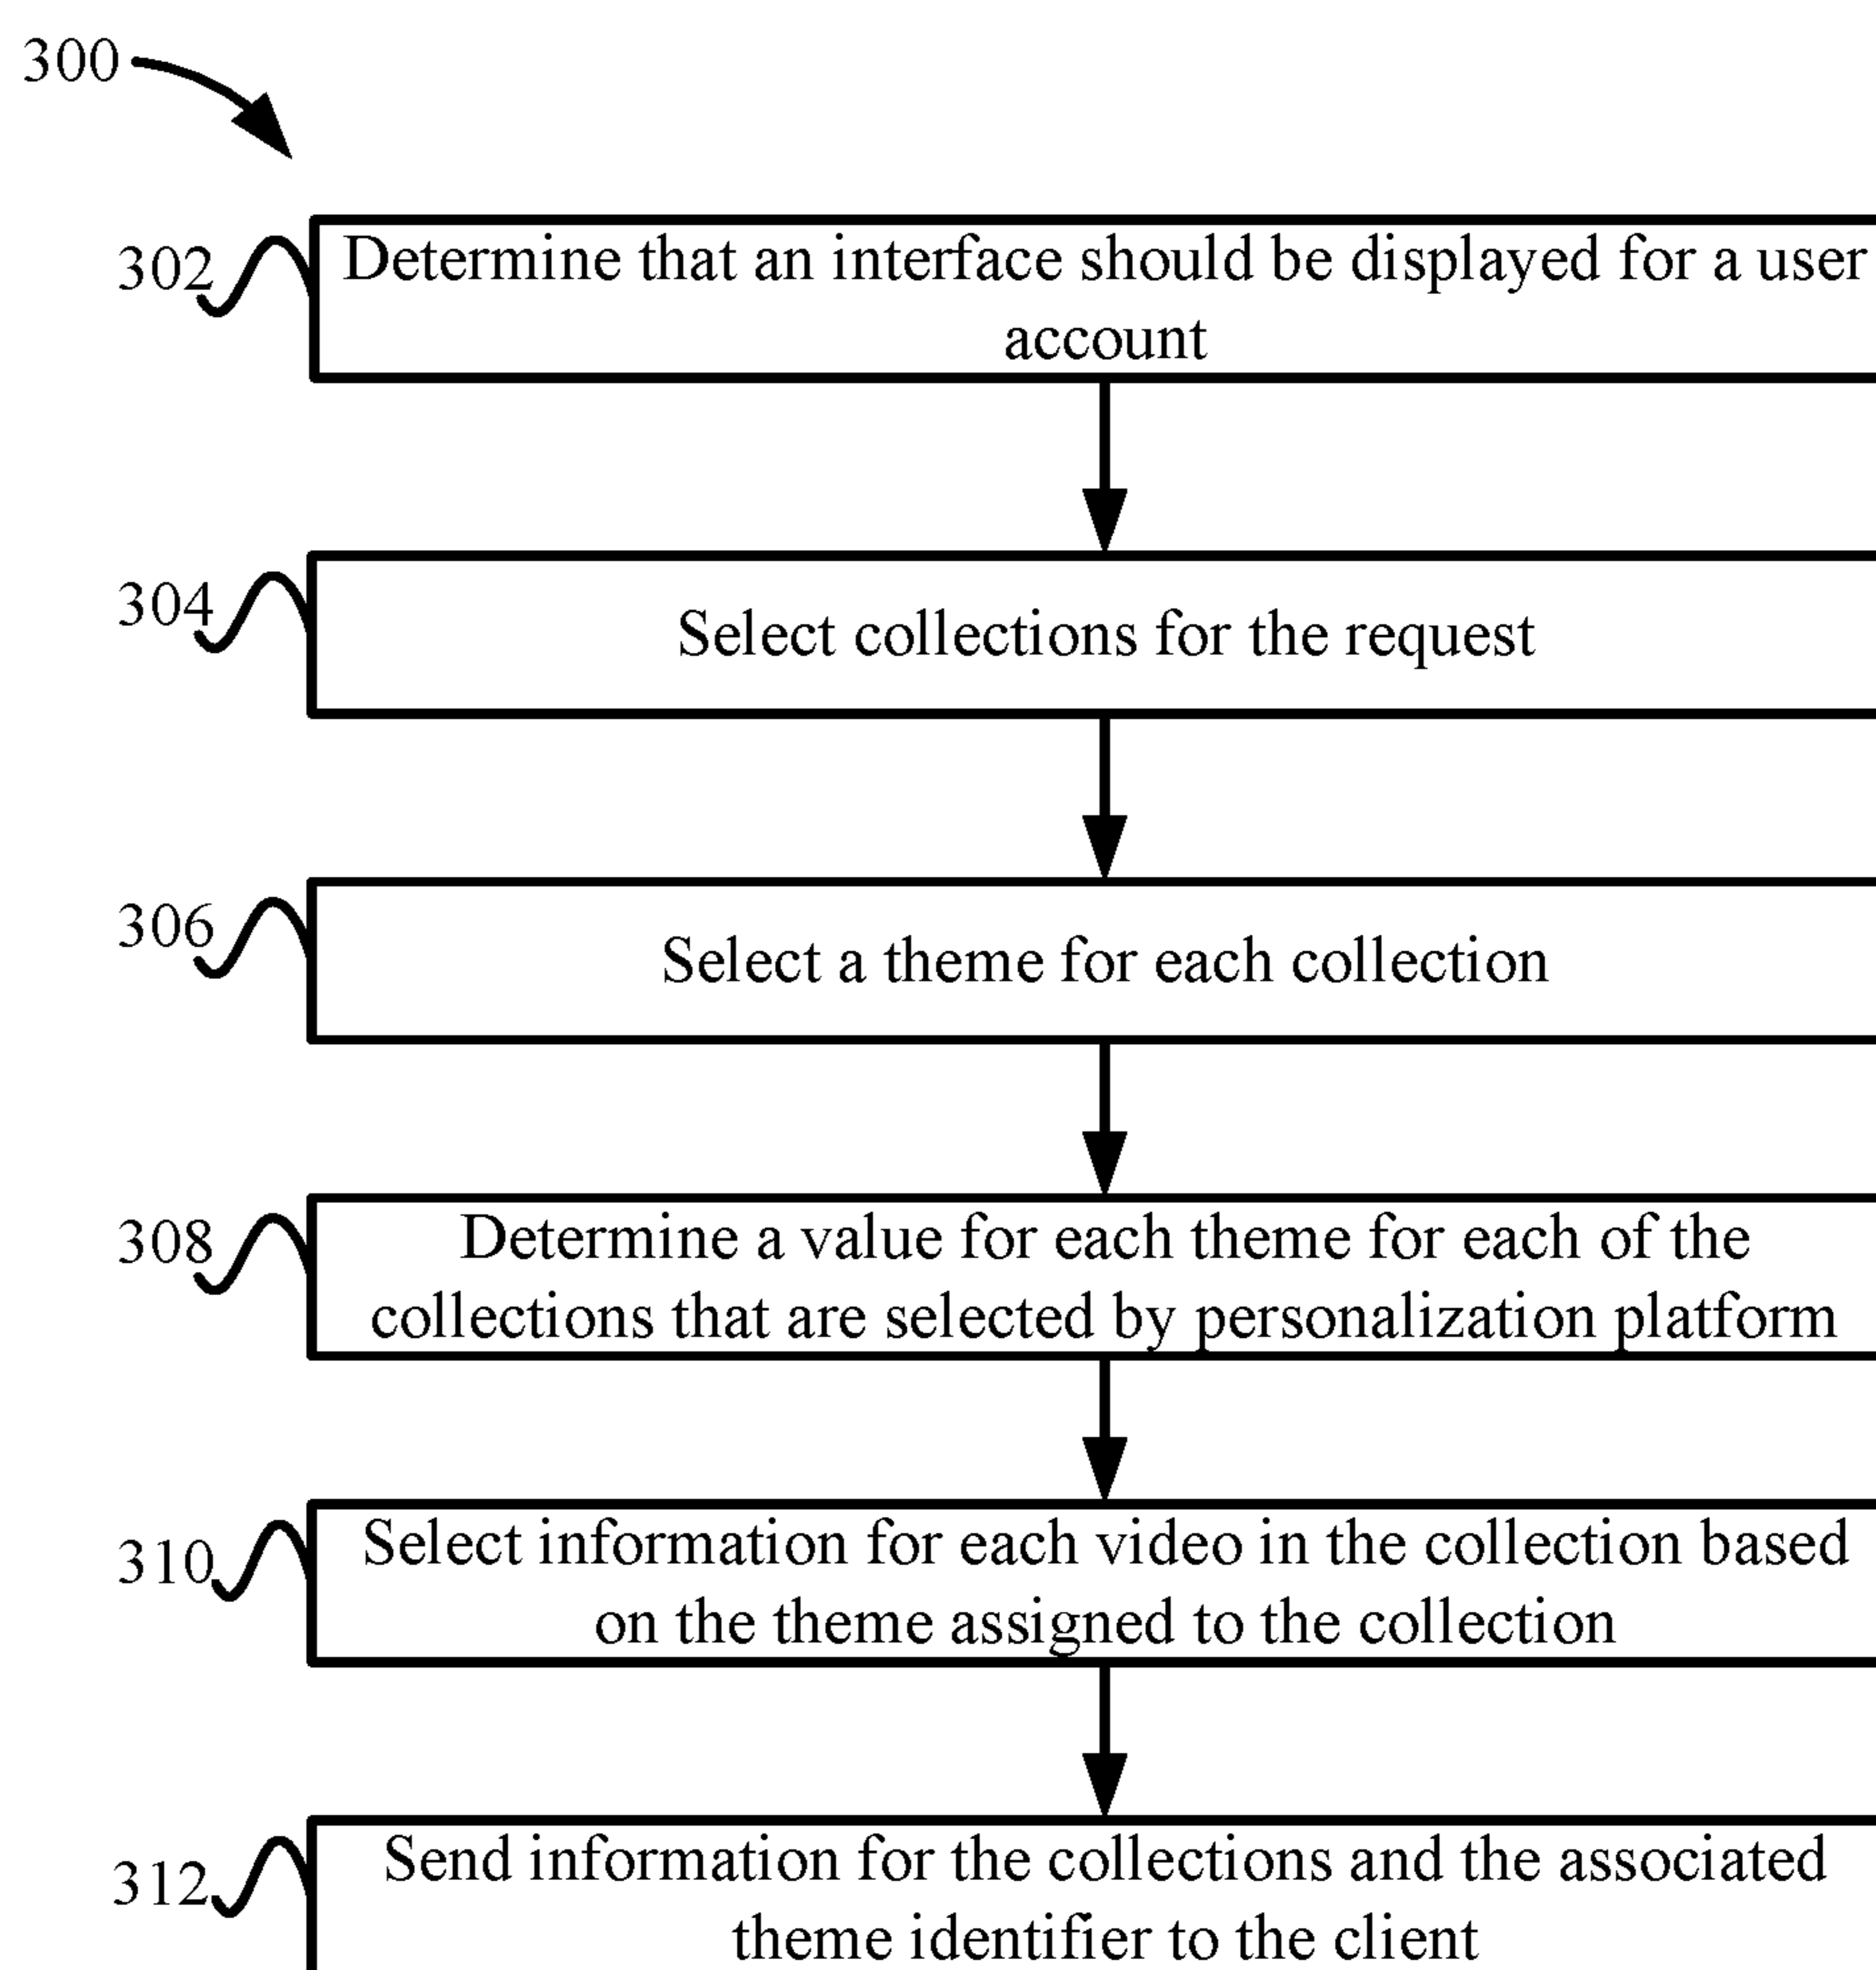 300
302
Determine that an interface should be displayed for a user
account
304
Select collections for the request
306
Select a theme for each collection
308
Determine a value for each theme for each of the
collections that are selected by personalization platform
310
Select information for each video in the collection based
on the theme assigned to the collection
312
Send information for the collections and the associated
theme identifier to the client